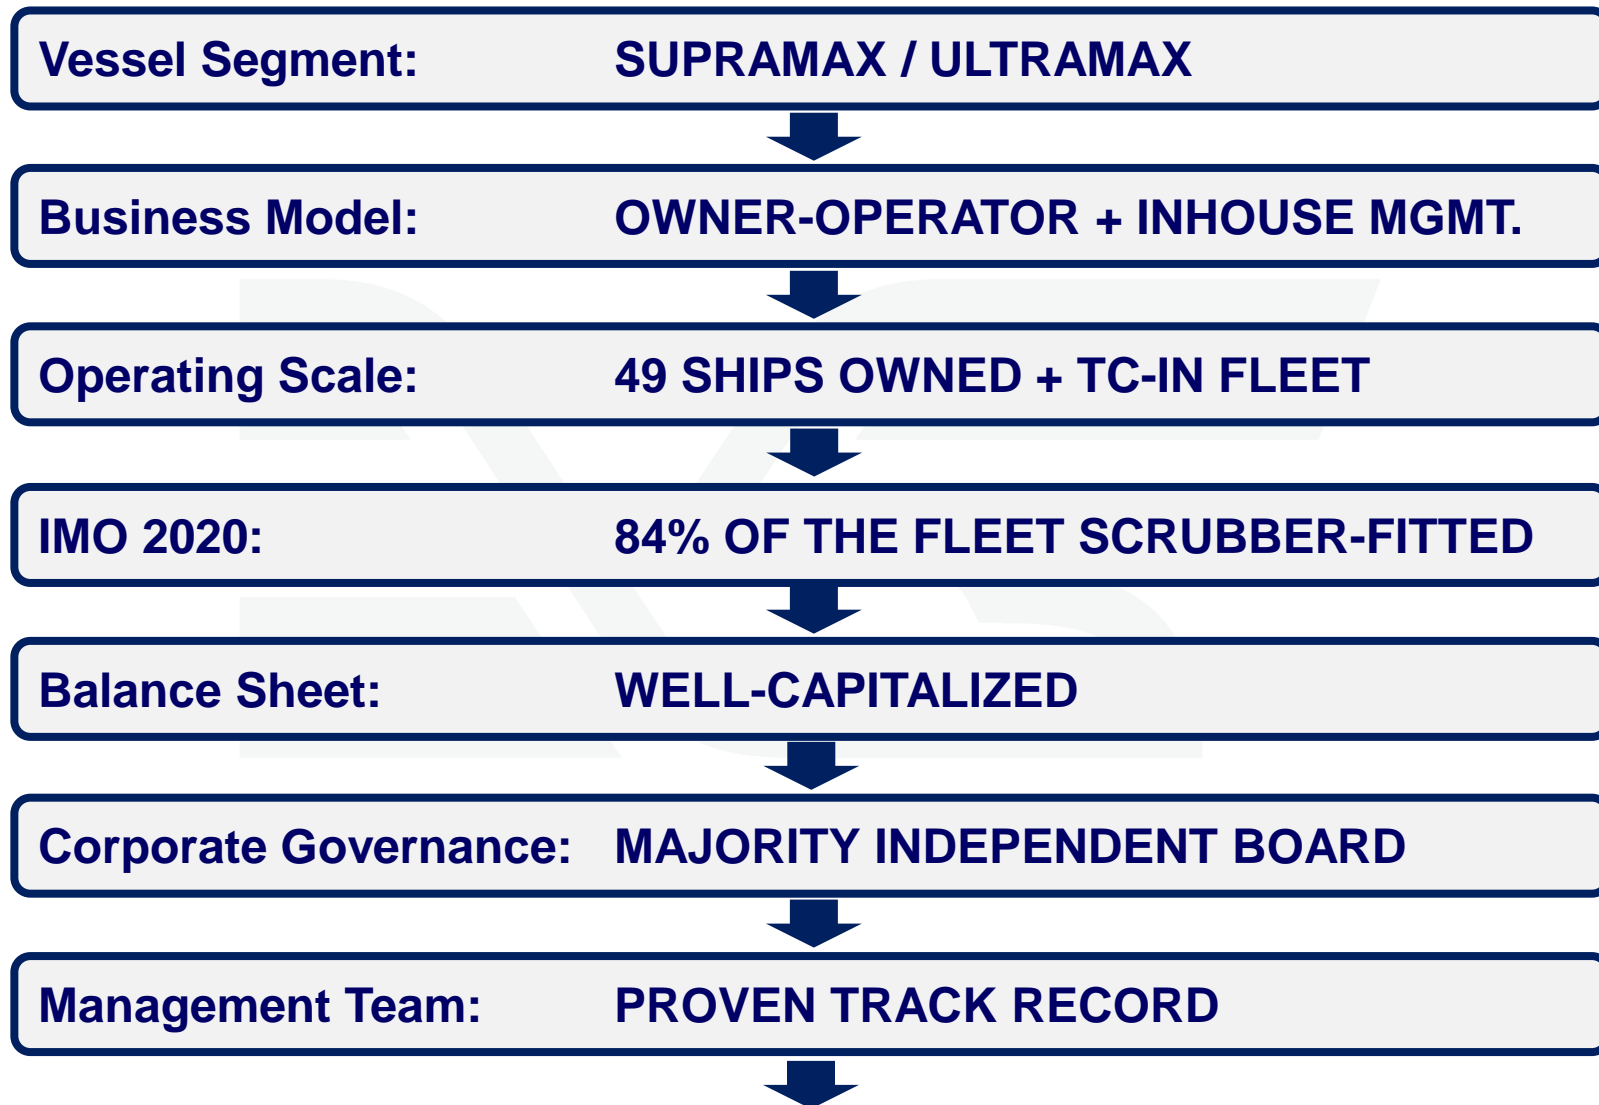 Vessel Segment: SUPRAMAX / ULTRAMAX
Business Model: OWNER-OPERATOR + INHOUSE MGMT.
Operating Scale: 49 SHIPS OWNED + TC-IN FLEET
IMO 2020: 84% OF THE FLEET SCRUBBER-FITTED
Balance Sheet: WELL-CAPITALIZED
Corporate Governance: MAJORITY INDEPENDENT BOARD
Management Team: PROVEN TRACK RECORD